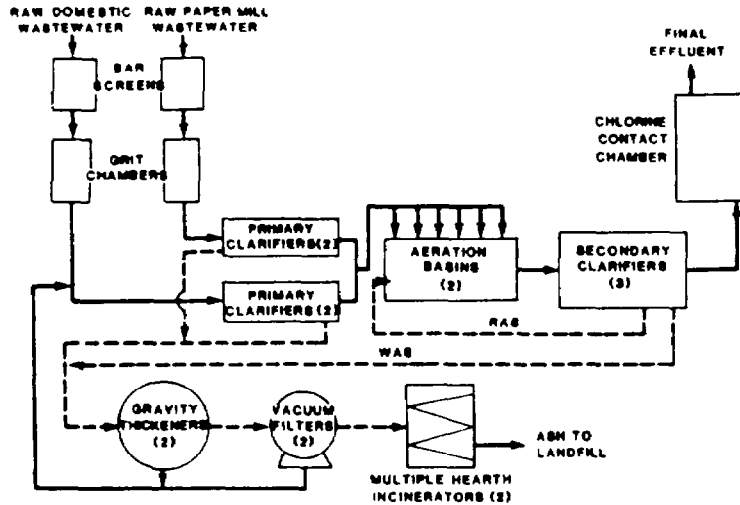 RAW DOMESTIC
WASTEWATER
RAW PAPER MILL
WASTEWATER
BAR
SCREENS
GRIT
CHAMBERS
FINAL
EFFLUENT
CHLORINE
CONTACT
CHAMBER
PRIMARY
CLARIFIERS(2)
PRIMARY
CLARIFIERS(2)
AERATION
BASINS
(2)
SECONDARY
CLARIFIERS
(3)
RAS
WAS
GRAVITY
THICKENERS
(2)
VACUUM
FILTERS
(2)
MULTIPLE HEARTH
INCINERATORS (2)
ASH TO
LANDFILL